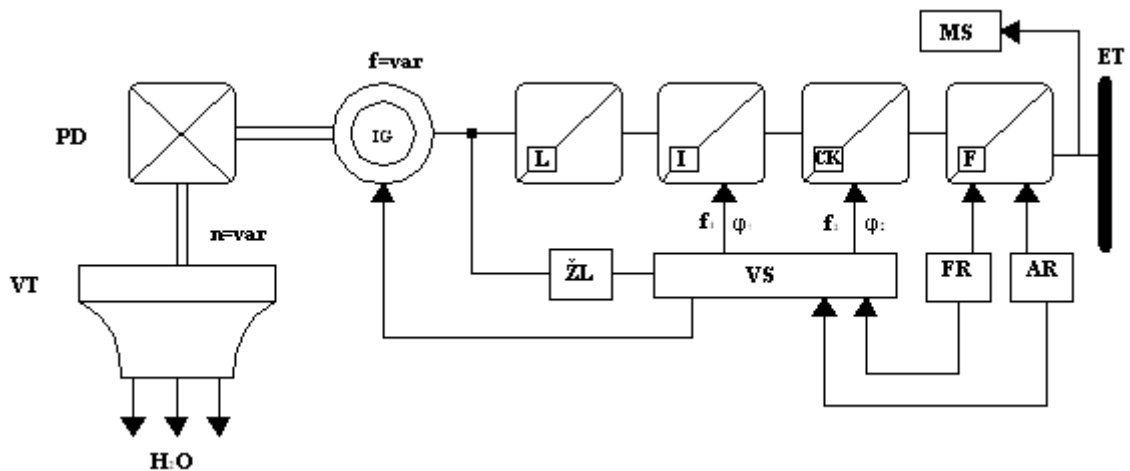 MS
f=var
ET
PD
IG
L
I
CK
F
n=var
f₁ φ₁
f₂ φ₂
VT
ŽL
VS
FR
AR
H₂O